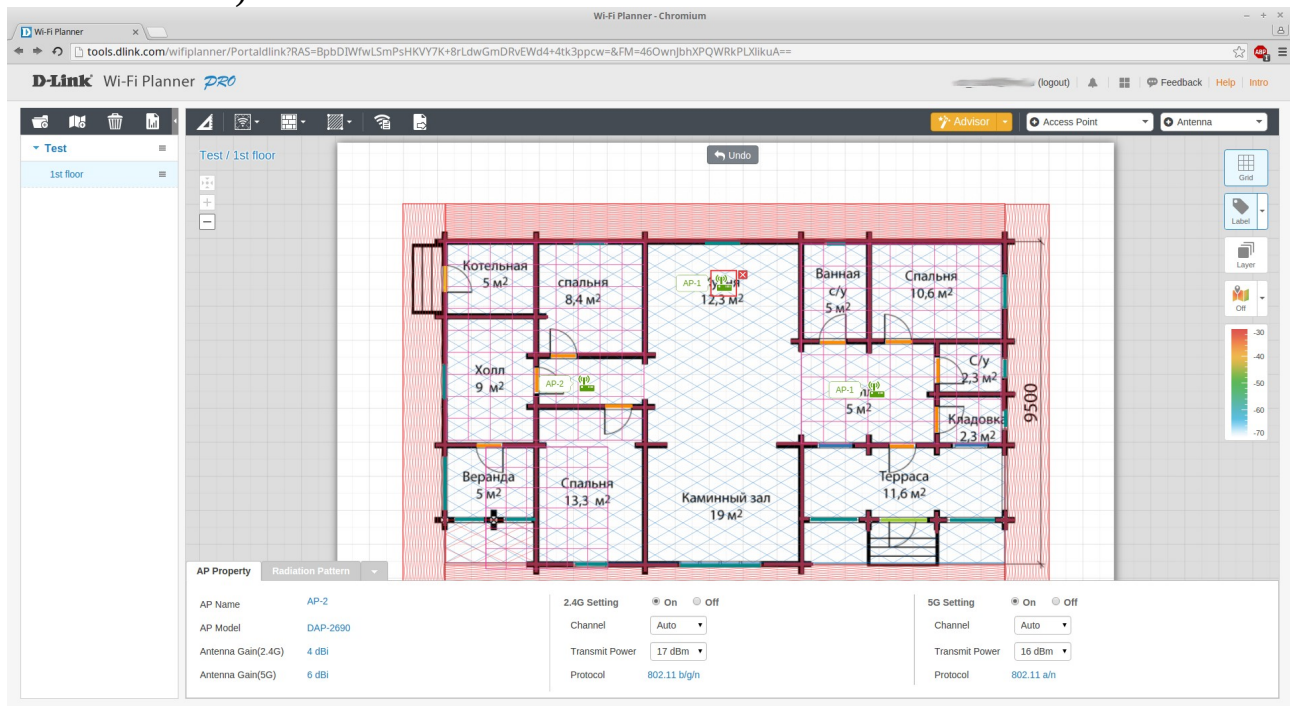 Wi-Fi Planner - Chromium
Wi-Fi Planner
tools.dlink.com/wifiplanner/Portaldlink?RAS=BpbDIWfwLSmPsHKVY7K+8rLdwGmDRvEWd4+4tk3ppcw=&FM=46OwnJbhXPQWRkPLXlikuA==
ABP
D-Link Wi-Fi Planner PRO
(logout) Feedback Help Intro
Advisor Access Point Antenna
Test
1st floor
Test / 1st floor
Undo
Grid
Label
Layer
Off
-30
-40
-50
-60
-70
Котельная
5 м2
спальня
8,4 м2
AP-1
12,3 м2
Ванная
с/у
5 м2
Спальня
10,6 м2
Холл
9 м2
AP-2
AP-1
5 м2
С/у
2,3 м2
Кладовка
2,3 м2
9500
Веранда
5 м2
Спальня
13,3 м2
Каминный зал
19 м2
Терраса
11,6 м2
AP Property Radiation Pattern
AP Name AP-2 2.4G Setting On Off 5G Setting On Off
AP Model DAP-2690 Channel Auto Channel Auto
Antenna Gain(2.4G) 4 dBi Transmit Power 17 dBm Transmit Power 16 dBm
Antenna Gain(5G) 6 dBi Protocol 802.11 b/g/n Protocol 802.11 a/n